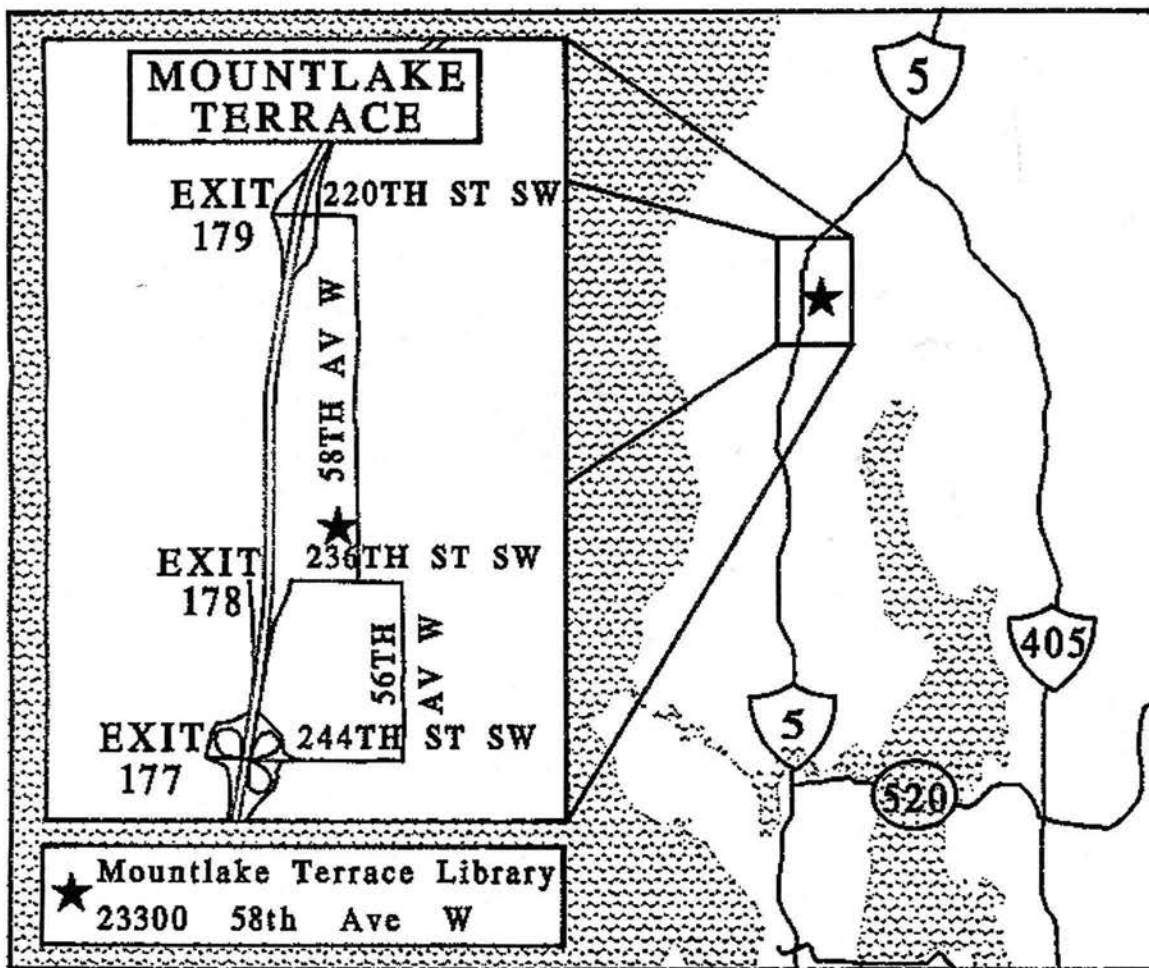 MOUNTLAKE
TERRACE
EXIT
179
220TH ST SW
58TH AV W
EXIT
178
236TH ST SW
56TH
AV W
EXIT
177
244TH ST SW
Mountlake Terrace Library
23300 58th Ave W
5
405
5
520